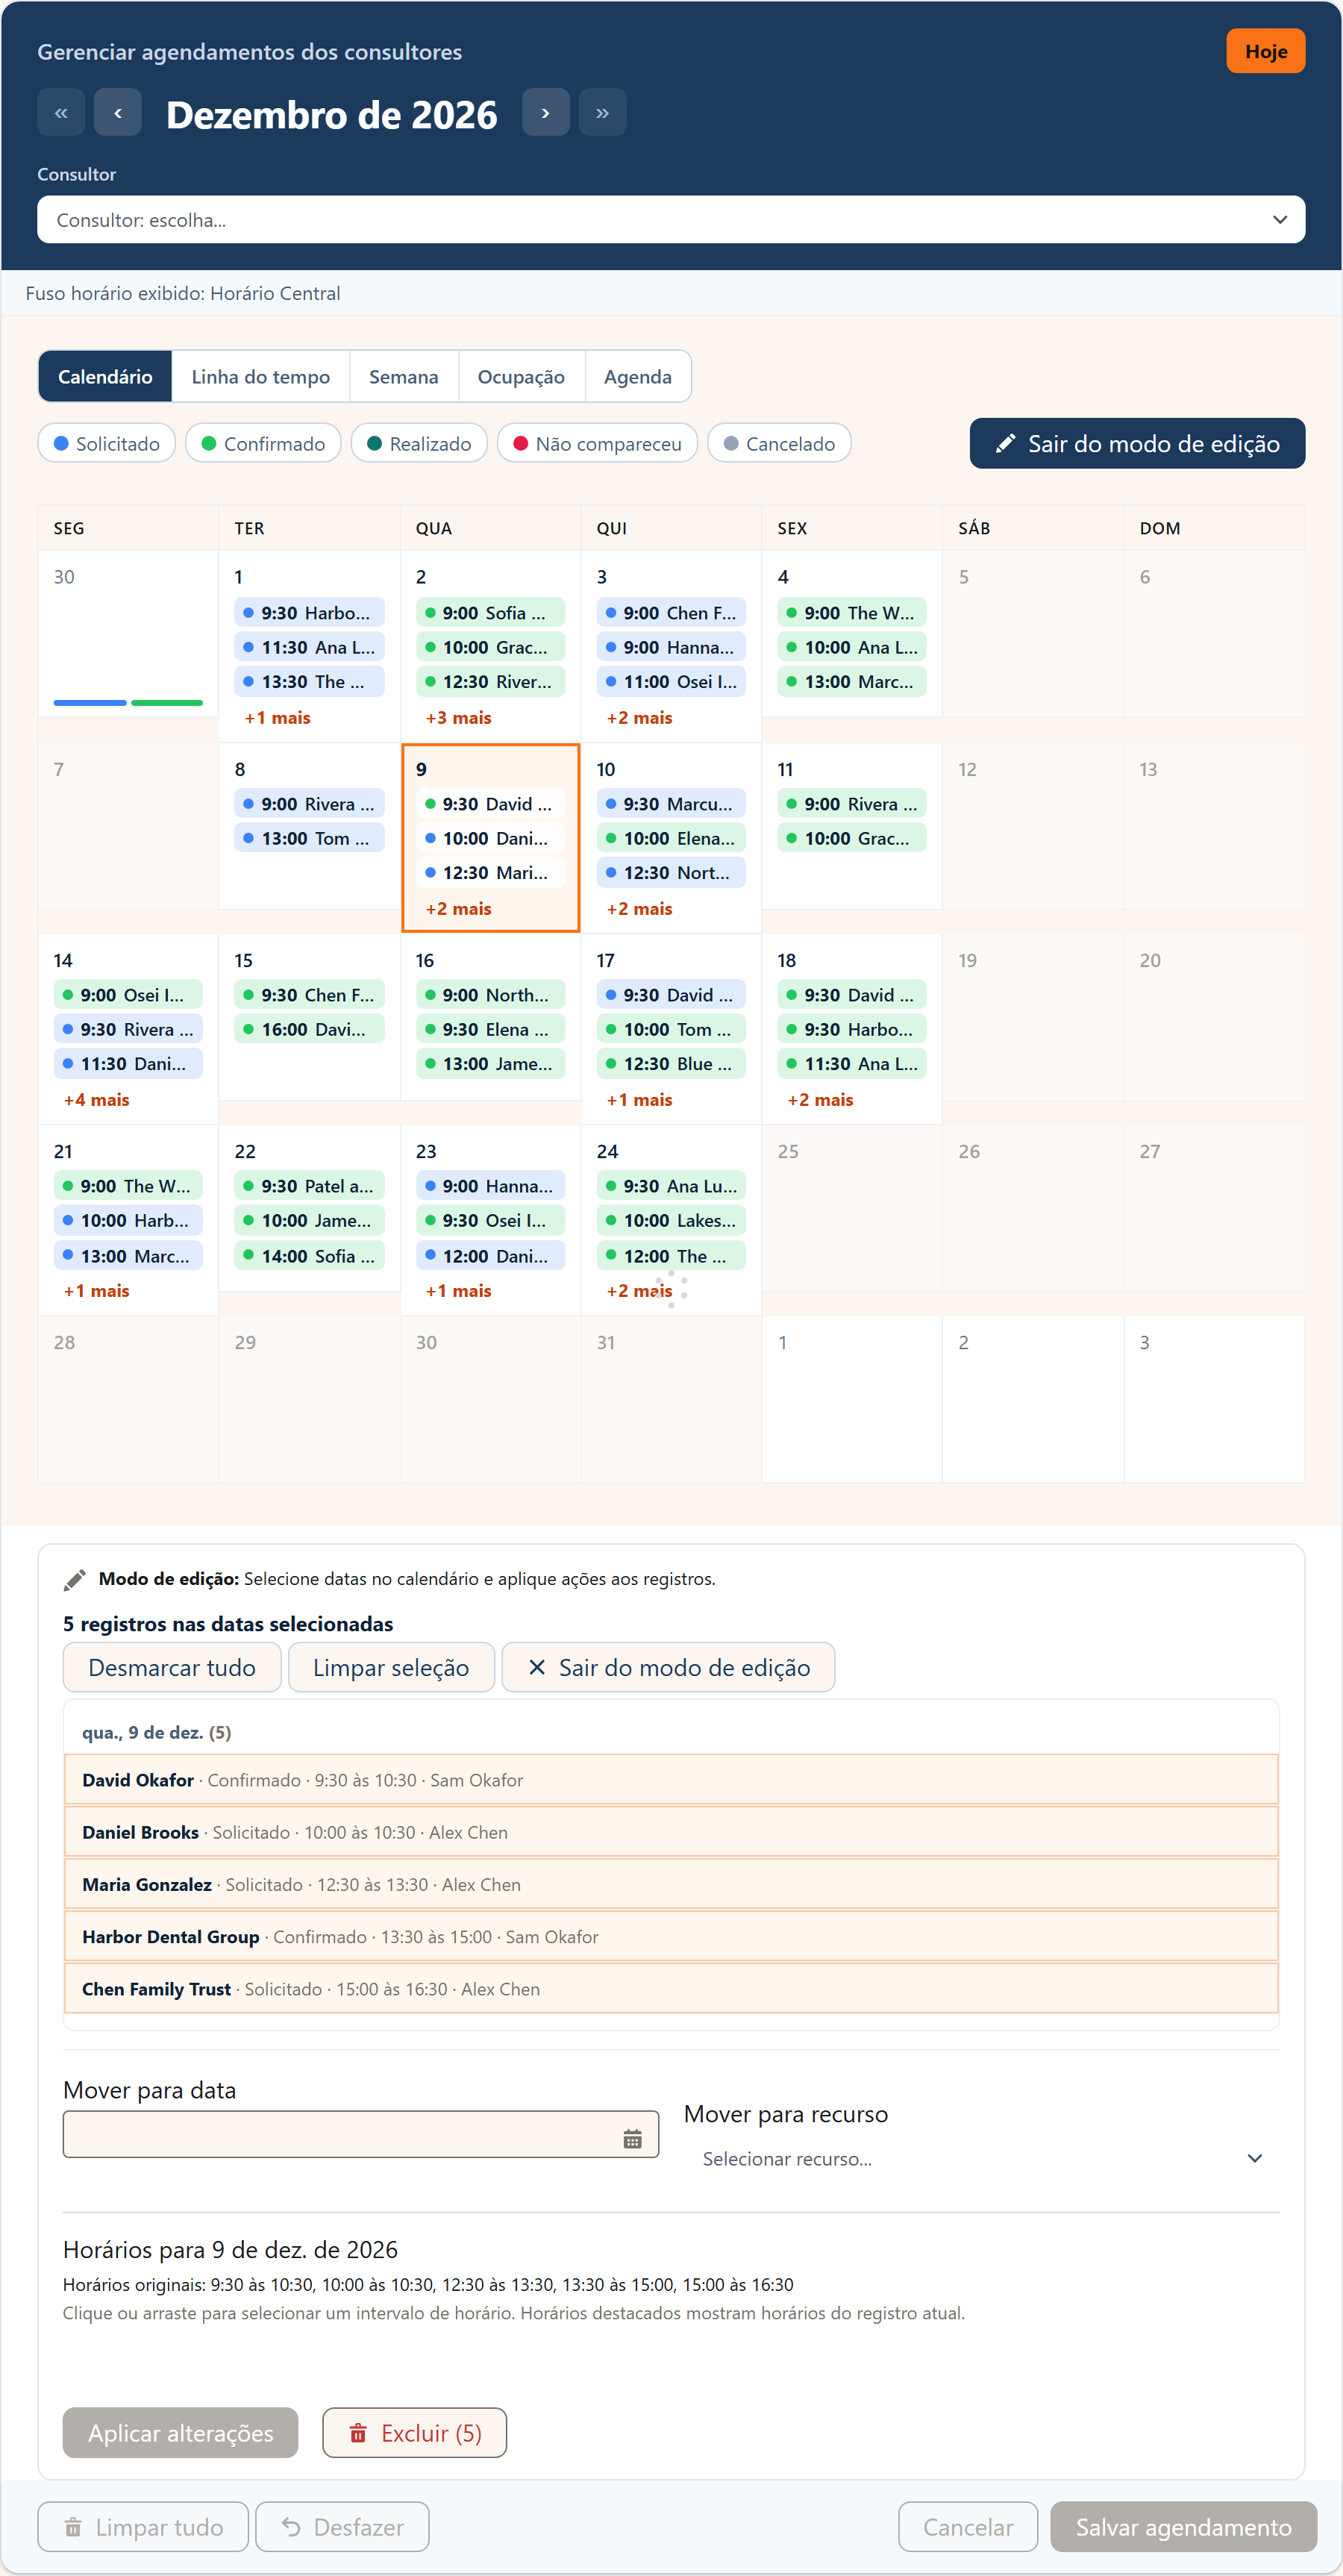 Gerenciar agendamentos dos consultores
Hoje
« ‹ Dezembro de 2026 › »
Consultor
Consultor: escolha...
Fuso horário exibido: Horário Central
Calendário Linha do tempo Semana Ocupação Agenda
Solicitado Confirmado Realizado Não compareceu Cancelado
Sair do modo de edição
SEG TER QUA QUI SEX SÁB DOM
30 1 2 3 4 5 6
9:30 Harbo... 9:00 Sofia ... 9:00 Chen F... 9:00 The W...
11:30 Ana L... 10:00 Grac... 9:00 Hanna... 10:00 Ana L...
13:30 The ... 12:30 River... 11:00 Osei I... 13:00 Marc...
+1 mais +3 mais +2 mais
7 8 9 10 11 12 13
9:00 Rivera ... 9:30 David ... 9:30 Marcu... 9:00 Rivera ...
13:00 Tom ... 10:00 Dani... 10:00 Elena... 10:00 Grac...
12:30 Mari... 12:30 Nort...
+2 mais +2 mais
14 15 16 17 18 19 20
9:00 Osei I... 9:30 Chen F... 9:00 North... 9:30 David ... 9:30 David ...
9:30 Rivera ... 16:00 Davi... 9:30 Elena ... 10:00 Tom ... 9:30 Harbo...
11:30 Dani... 13:00 Jame... 12:30 Blue ... 11:30 Ana L...
+4 mais +1 mais +2 mais
21 22 23 24 25 26 27
9:00 The W... 9:30 Patel a... 9:00 Hanna... 9:30 Ana Lu...
10:00 Harb... 10:00 Jame... 9:30 Osei I... 10:00 Lakes...
13:00 Marc... 14:00 Sofia ... 12:00 Dani... 12:00 The ...
+1 mais +1 mais +2 mais
28 29 30 31 1 2 3
Modo de edição: Selecione datas no calendário e aplique ações aos registros.
5 registros nas datas selecionadas
Desmarcar tudo Limpar seleção Sair do modo de edição
qua., 9 de dez. (5)
David Okafor · Confirmado · 9:30 às 10:30 · Sam Okafor
Daniel Brooks · Solicitado · 10:00 às 10:30 · Alex Chen
Maria Gonzalez · Solicitado · 12:30 às 13:30 · Alex Chen
Harbor Dental Group · Confirmado · 13:30 às 15:00 · Sam Okafor
Chen Family Trust · Solicitado · 15:00 às 16:30 · Alex Chen
Mover para data
Mover para recurso
Selecionar recurso...
Horários para 9 de dez. de 2026
Horários originais: 9:30 às 10:30, 10:00 às 10:30, 12:30 às 13:30, 13:30 às 15:00, 15:00 às 16:30
Clique ou arraste para selecionar um intervalo de horário. Horários destacados mostram horários do registro atual.
Aplicar alterações Excluir (5)
Limpar tudo Desfazer Cancelar Salvar agendamento